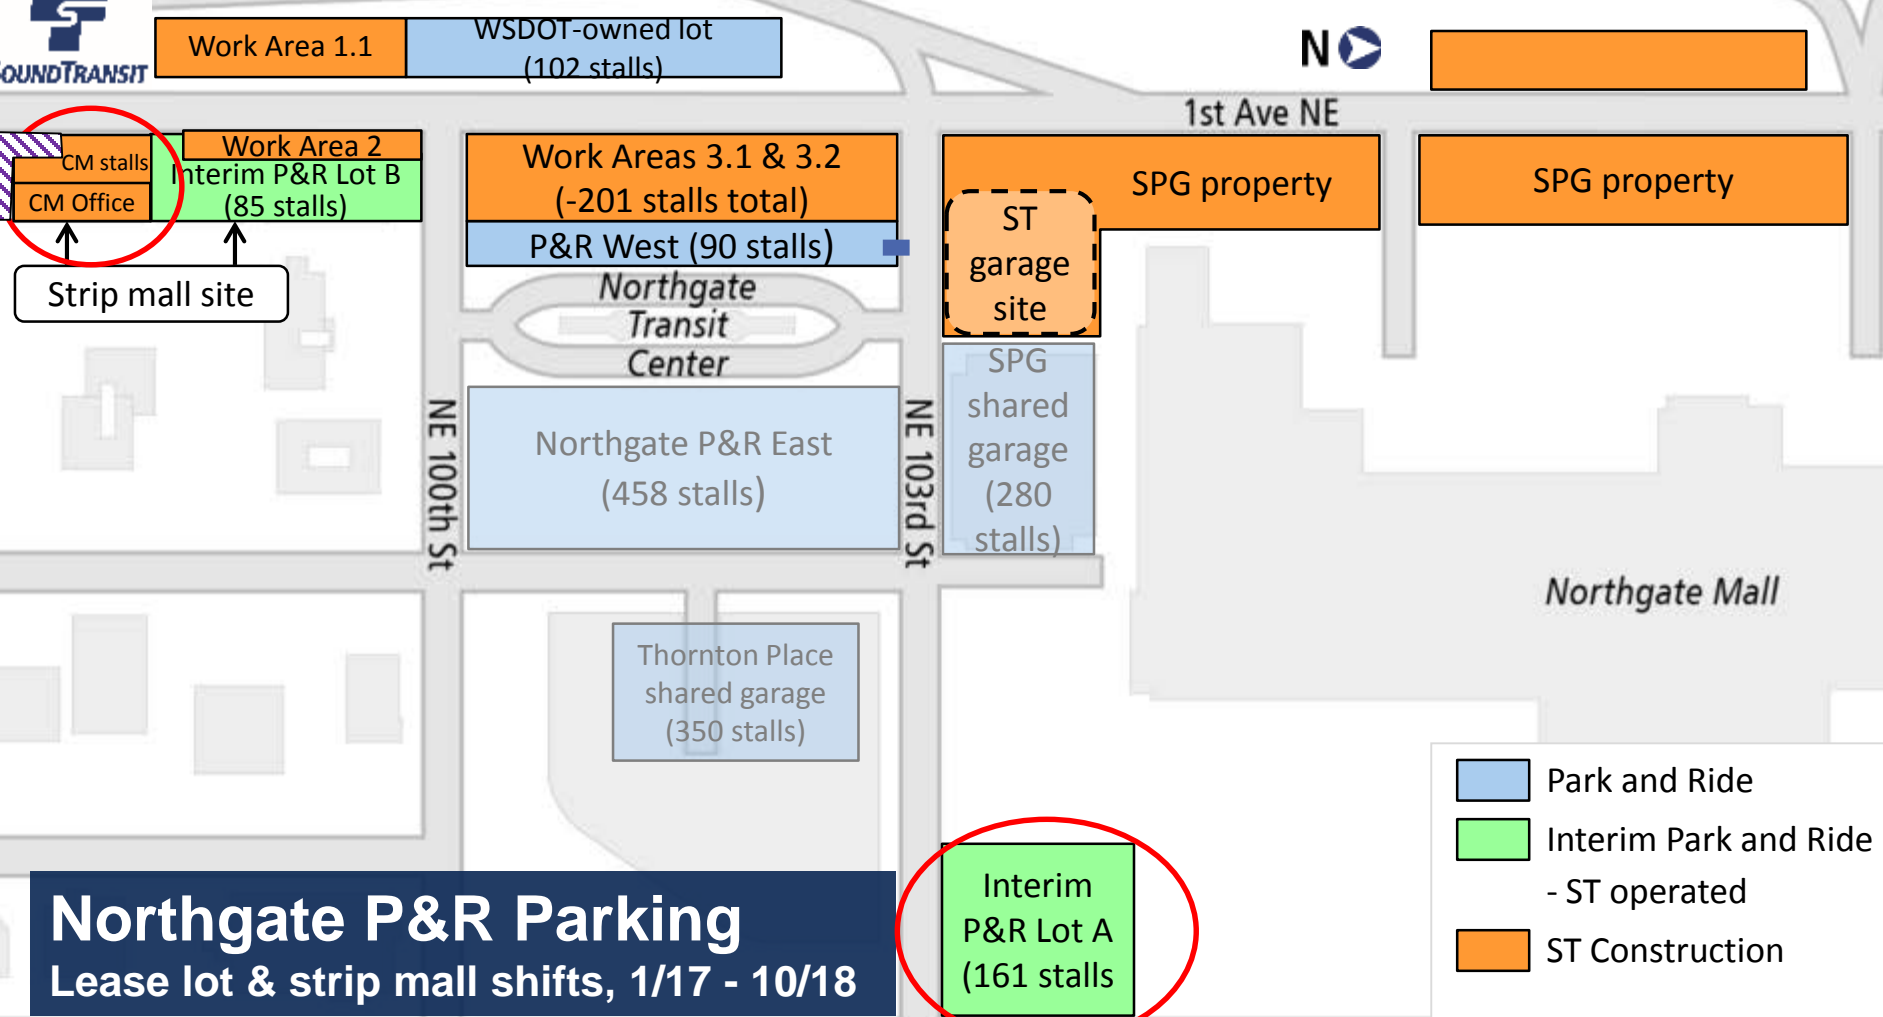 SOUNDTRANSIT
Work Area 1.1
WSDOT-owned lot
(102 stalls)
N
1st Ave NE
CM stalls
CM Office
Work Area 2
Interim P&R Lot B
(85 stalls)
Strip mall site
Work Areas 3.1 & 3.2
(-201 stalls total)
P&R West (90 stalls)
Northgate
Transit
Center
SPG property
SPG property
ST
garage
site
SPG
shared
garage
(280
stalls)
NE 100th St
Northgate P&R East
(458 stalls)
NE 103rd St
Thornton Place
shared garage
(350 stalls)
Northgate Mall
Interim
P&R Lot A
(161 stalls
Park and Ride
Interim Park and Ride
- ST operated
ST Construction
Northgate P&R Parking
Lease lot & strip mall shifts, 1/17 - 10/18